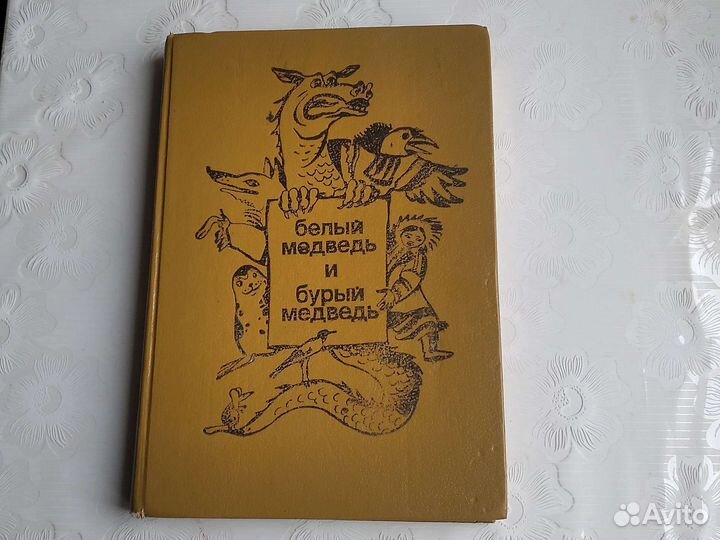 белый
медведь
и
бурый
медведь
Avito